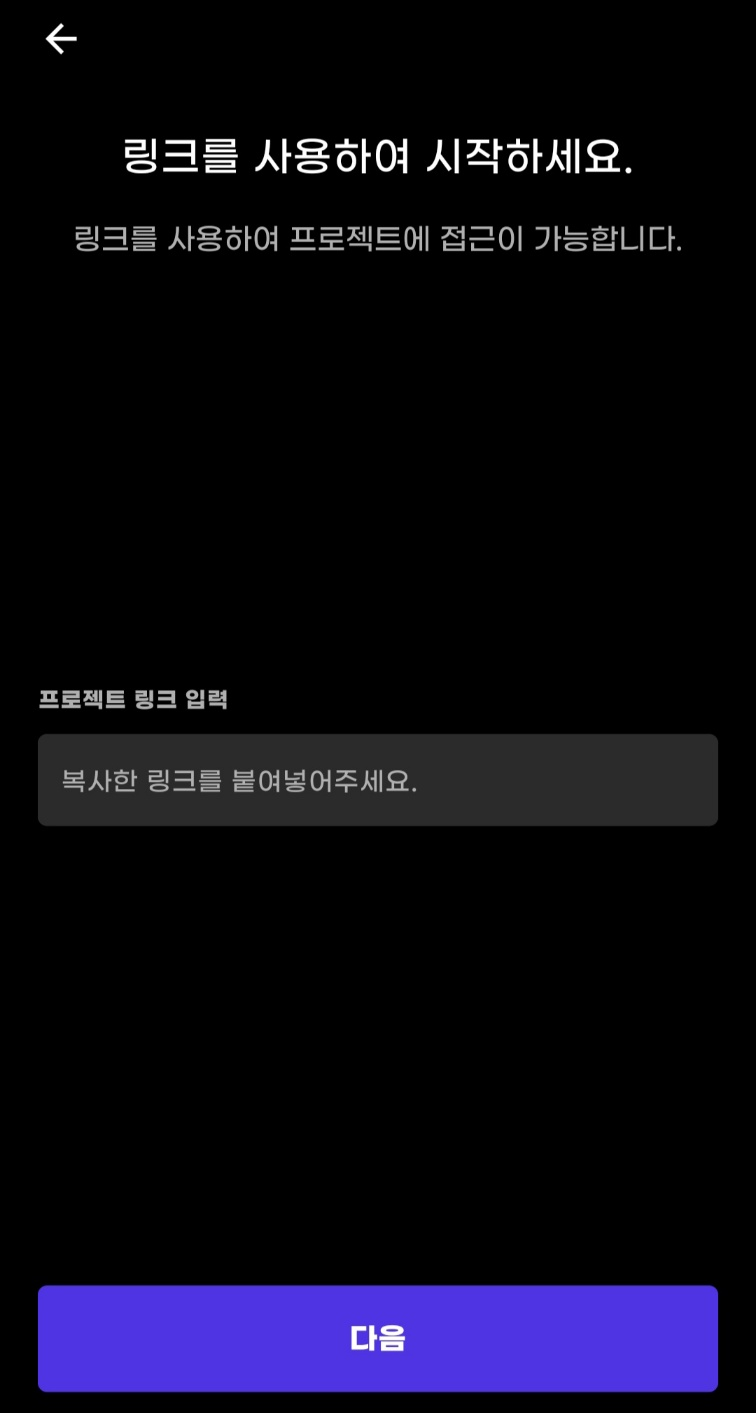 링크를 사용하여 시작하세요.
링크를 사용하여 프로젝트에 접근이 가능합니다.
프로젝트 링크 입력
복사한 링크를 붙여넣어주세요.
다음